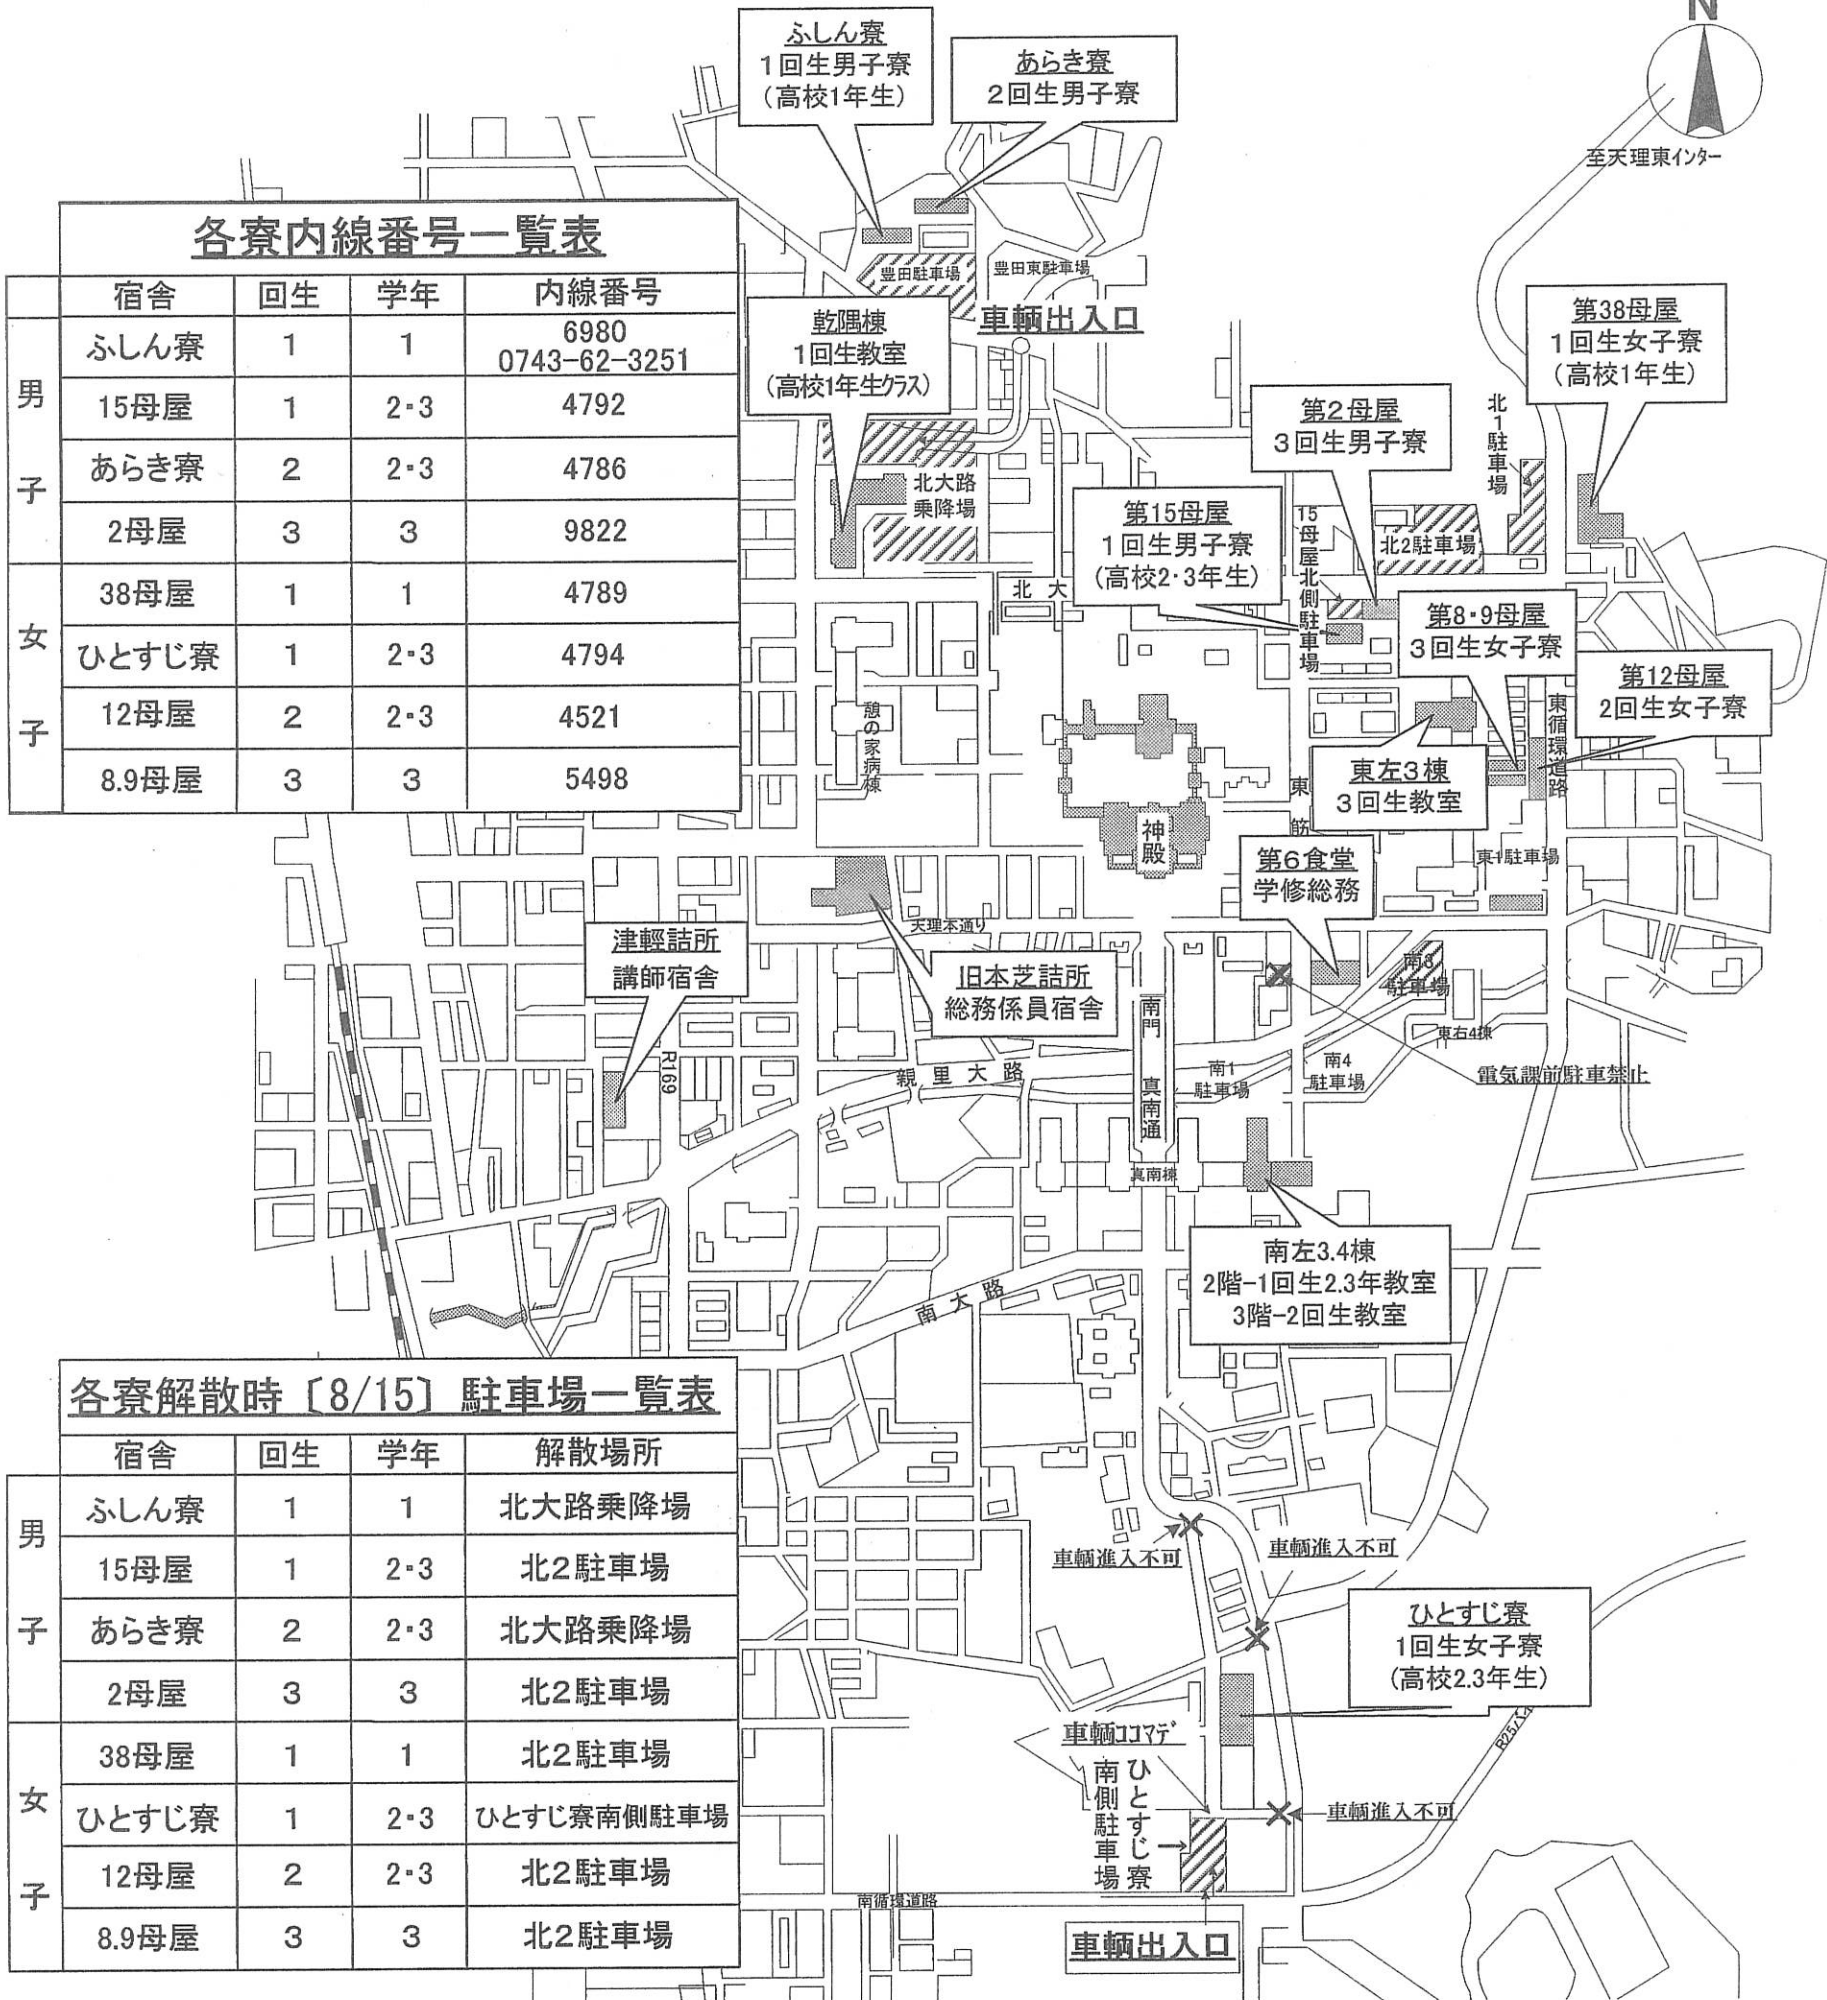 N
至天理東インター
ふしん寮
1回生男子寮
(高校1年生)
あらき寮
2回生男子寮
各寮内線番号一覧表
宿舎 回生 学年 内線番号
男子
ふしん寮 1 1 6980
0743-62-3251
15母屋 1 2・3 4792
あらき寮 2 2・3 4786
2母屋 3 3 9822
女子
38母屋 1 1 4789
ひとすじ寮 1 2・3 4794
12母屋 2 2・3 4521
8.9母屋 3 3 5498
豊田駐車場
豊田東駐車場
車輌出入口
乾隅棟
1回生教室
(高校1年生クラス)
北大路
乗降場
第38母屋
1回生女子寮
(高校1年生)
北1駐車場
第2母屋
3回生男子寮
北2駐車場
第15母屋
1回生男子寮
(高校2・3年生)
15母屋北側駐車場
北大
第8・9母屋
3回生女子寮
第12母屋
2回生女子寮
東循環道路
憩の家病棟
東左3棟
3回生教室
東
筋
神殿
第6食堂
学修総務
東1駐車場
天理本通り
津軽詰所
講師宿舎
旧本芝詰所
総務係員宿舎
南3
駐車場
東右4棟
南門
真南通
南1
駐車場
南4
駐車場
電気課前駐車禁止
R169
親里大路
真南棟
南左3.4棟
2階-1回生2.3年教室
3階-2回生教室
南大路
各寮解散時〔8/15〕駐車場一覧表
宿舎 回生 学年 解散場所
男子
ふしん寮 1 1 北大路乗降場
15母屋 1 2・3 北2駐車場
あらき寮 2 2・3 北大路乗降場
2母屋 3 3 北2駐車場
女子
38母屋 1 1 北2駐車場
ひとすじ寮 1 2・3 ひとすじ寮南側駐車場
12母屋 2 2・3 北2駐車場
8.9母屋 3 3 北2駐車場
車輌進入不可
車輌進入不可
ひとすじ寮
1回生女子寮
(高校2.3年生)
車輌ココマデ
ひとすじ寮
南側駐車場
車輌進入不可
南循環道路
車輌出入口